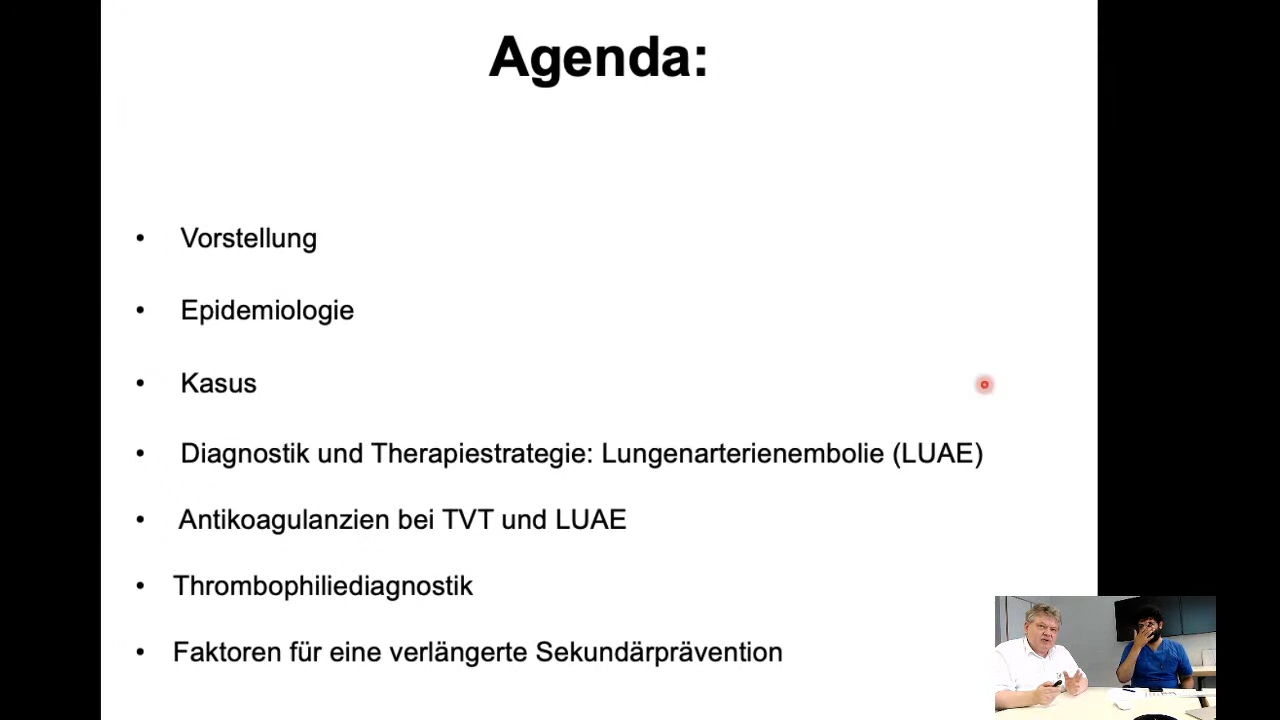 Agenda:
• Vorstellung
• Epidemiologie
• Kasus
• Diagnostik und Therapiestrategie: Lungenarterienembolie (LUAE)
• Antikoagulanzien bei TVT und LUAE
• Thrombophiliediagnostik
• Faktoren für eine verlängerte Sekundärprävention